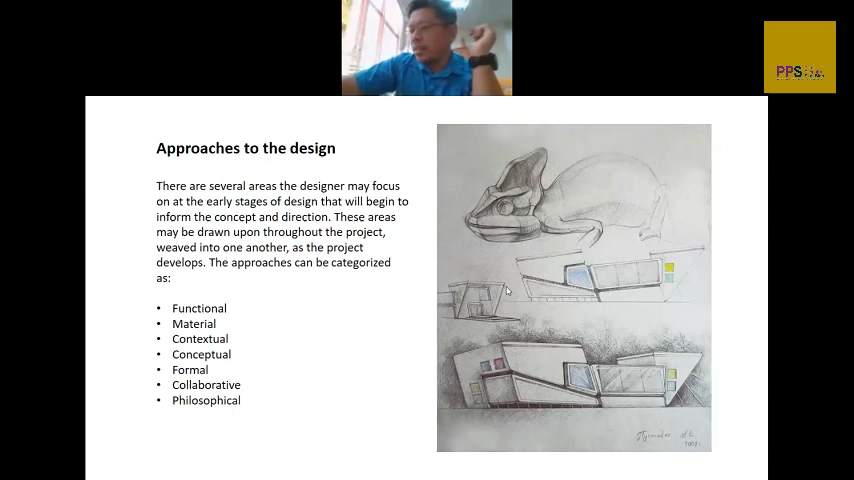 PPS
Approaches to the design
There are several areas the designer may focus
on at the early stages of design that will begin to
inform the concept and direction. These areas
may be drawn upon throughout the project,
weaved into one another, as the project
develops. The approaches can be categorized
as:
• Functional
• Material
• Contextual
• Conceptual
• Formal
• Collaborative
• Philosophical